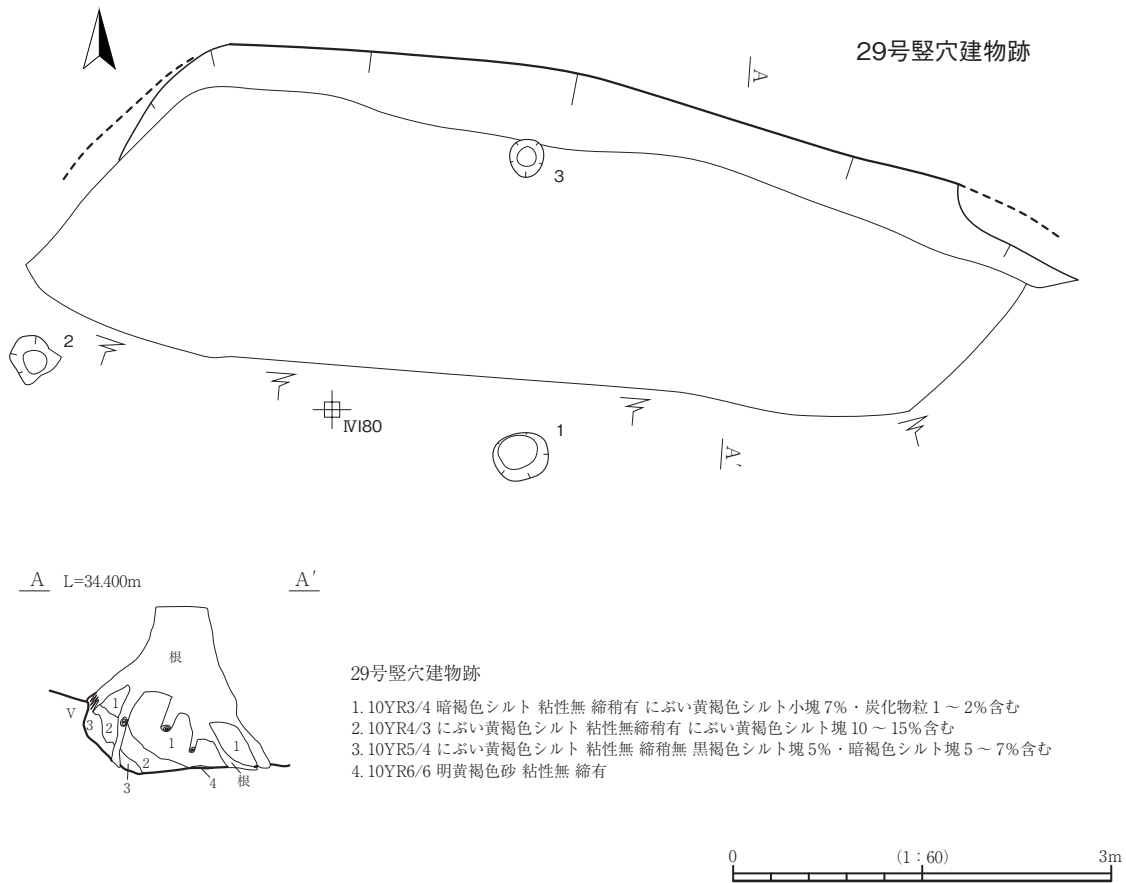 29号竪穴建物跡
A
3
2
ⅣI80
1
A'
A L=34.400m A'
根
V
1
3
2
1
1
2
3
4
根
29号竪穴建物跡
1. 10YR3/4 暗褐色シルト 粘性無 締稍有 にぶい黄褐色シルト小塊 7%・炭化物粒 1 ～ 2%含む
2. 10YR4/3 にぶい黄褐色シルト 粘性無締稍有 にぶい黄褐色シルト塊 10 ～ 15%含む
3. 10YR5/4 にぶい黄褐色シルト 粘性無 締稍無 黒褐色シルト塊 5%・暗褐色シルト塊 5 ～ 7%含む
4. 10YR6/6 明黄褐色砂 粘性無 締有
0 (1：60) 3m